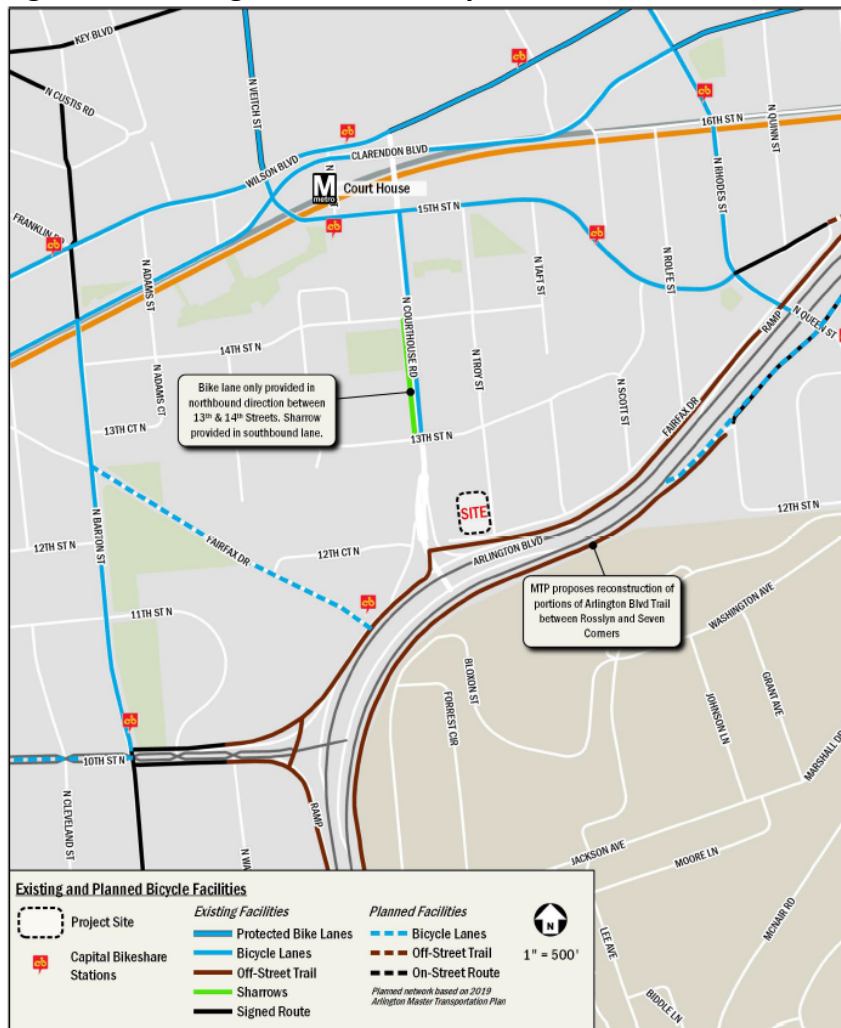 KEY BLVD
N CUSTIS RD
N VEITCH ST
16TH ST N
N QUINN ST
N RHODES ST
WILSON BLVD
CLARENDON BLVD
M
metro
Court House
15TH ST N
FRANKLIN RD
N ADAMS ST
N TAFT ST
N ROLFE ST
RAMP
N QUEEN ST
N COURTHOUSE RD
14TH ST N
N TROY ST
N ADAMS CT
N SCOTT ST
FAIRFAX DR
Bike lane only provided in
northbound direction between
13th & 14th Streets. Sharrow
provided in southbound lane.
13TH CT N
13TH ST N
SITE
12TH ST N
N BARTON ST
12TH ST N
FAIRFAX DR
12TH CT N
ARLINGTON BLVD
MTP proposes reconstruction of
portions of Arlington Blvd Trail
between Rosslyn and Seven
Corners
WASHINGTON AVE
11TH ST N
BLOXON ST
FORREST CIR
JOHNSON LN
GRANT AVE
MARSHALL DR
10TH ST N
N CLEVELAND ST
N WA
RAMP
JACKSON AVE
MOORE LN
MCNAIR RD
LEE AVE
BIDDLE LN
Existing and Planned Bicycle Facilities
Project Site
Capital Bikeshare
Stations
Existing Facilities
Protected Bike Lanes
Bicycle Lanes
Off-Street Trail
Sharrows
Signed Route
Planned Facilities
Bicycle Lanes
Off-Street Trail
On-Street Route
Planned network based on 2019
Arlington Master Transportation Plan
N
1" = 500'